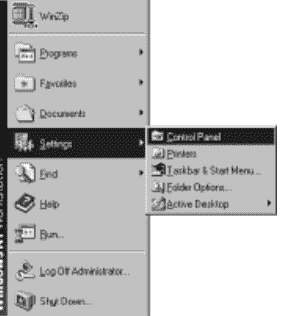 WinZip
Programs
Favorites
Documents
Settings
Control Panel
Printers
Taskbar & Start Menu...
Folder Options...
Active Desktop
Find
Help
Run...
Log Off Administrator...
Shut Down...
Workstation